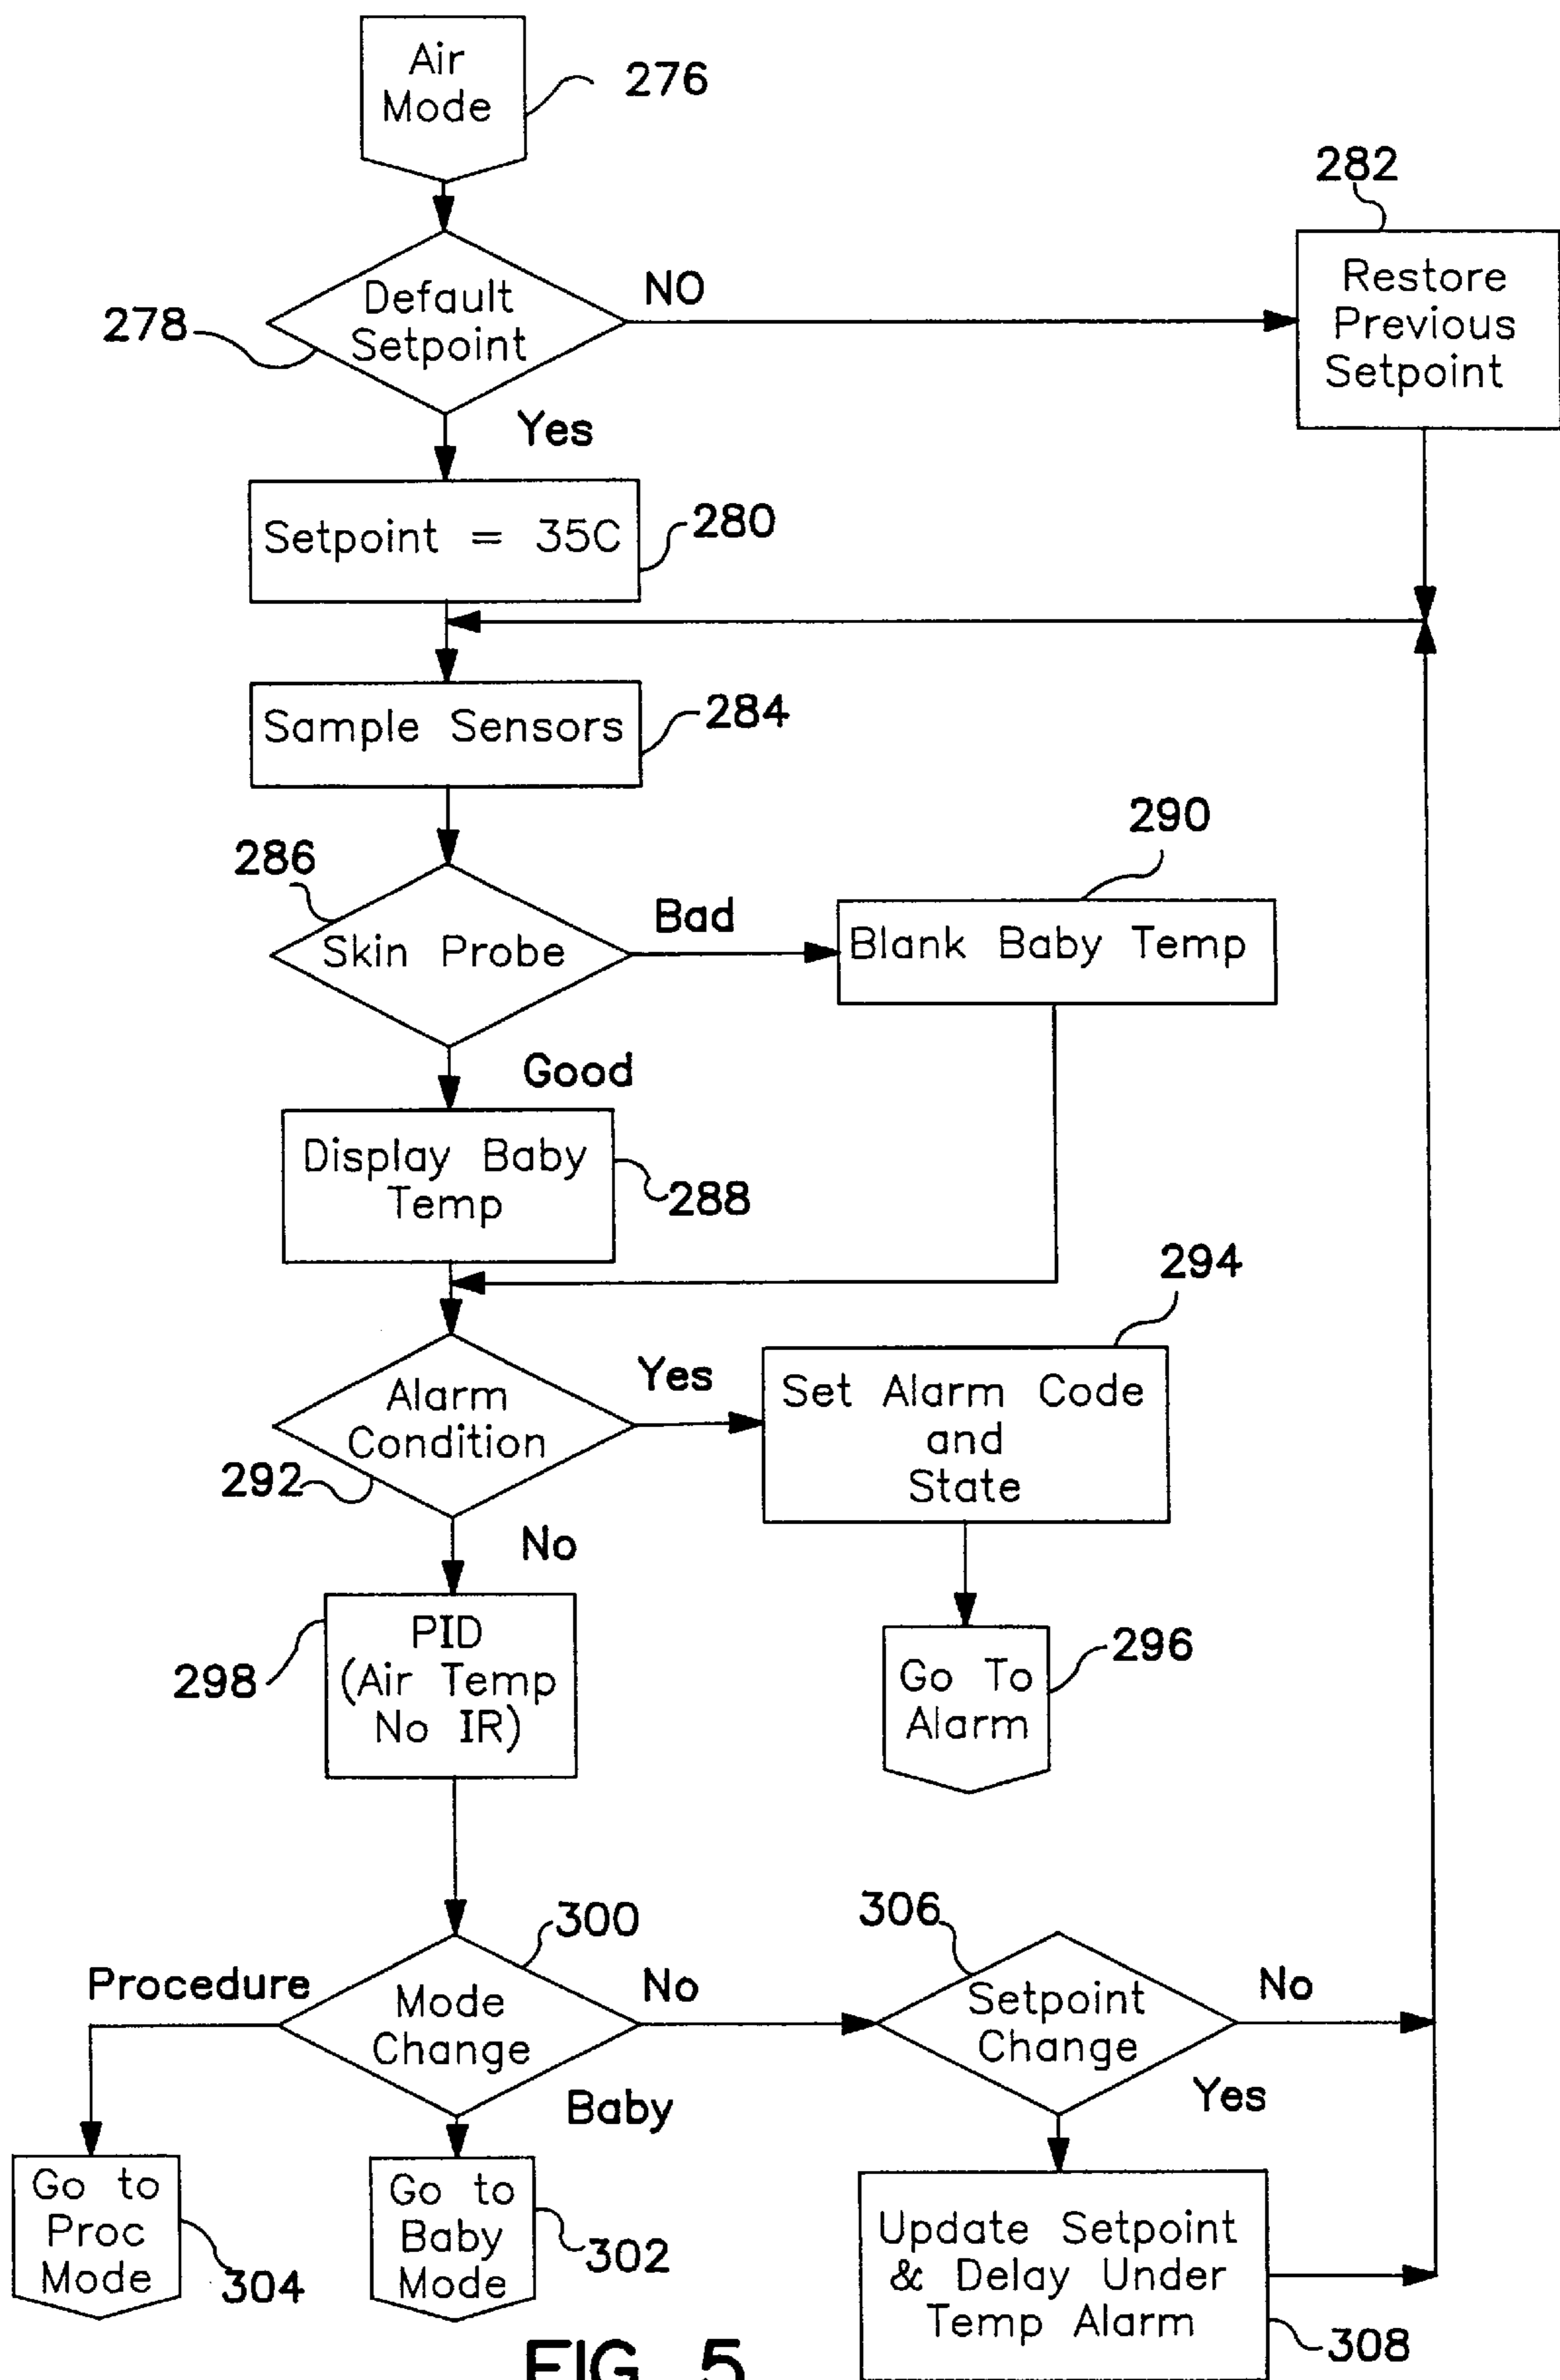 Air
Mode
276
282
Default
Setpoint
NO
278
Restore
Previous
Setpoint
Yes
Setpoint = 35C
280
Sample Sensors
284
286
Skin Probe
Bad
290
Blank Baby Temp
Good
Display Baby
Temp
288
294
Alarm
Condition
Yes
292
Set Alarm Code
and
State
No
298
PID
(Air Temp
No IR)
296
Go To
Alarm
300
306
Procedure
Mode
Change
No
Setpoint
Change
No
Baby
Yes
Go to
Proc
Mode
304
Go to
Baby
Mode
302
Update Setpoint
& Delay Under
Temp Alarm
308
FIG. 5